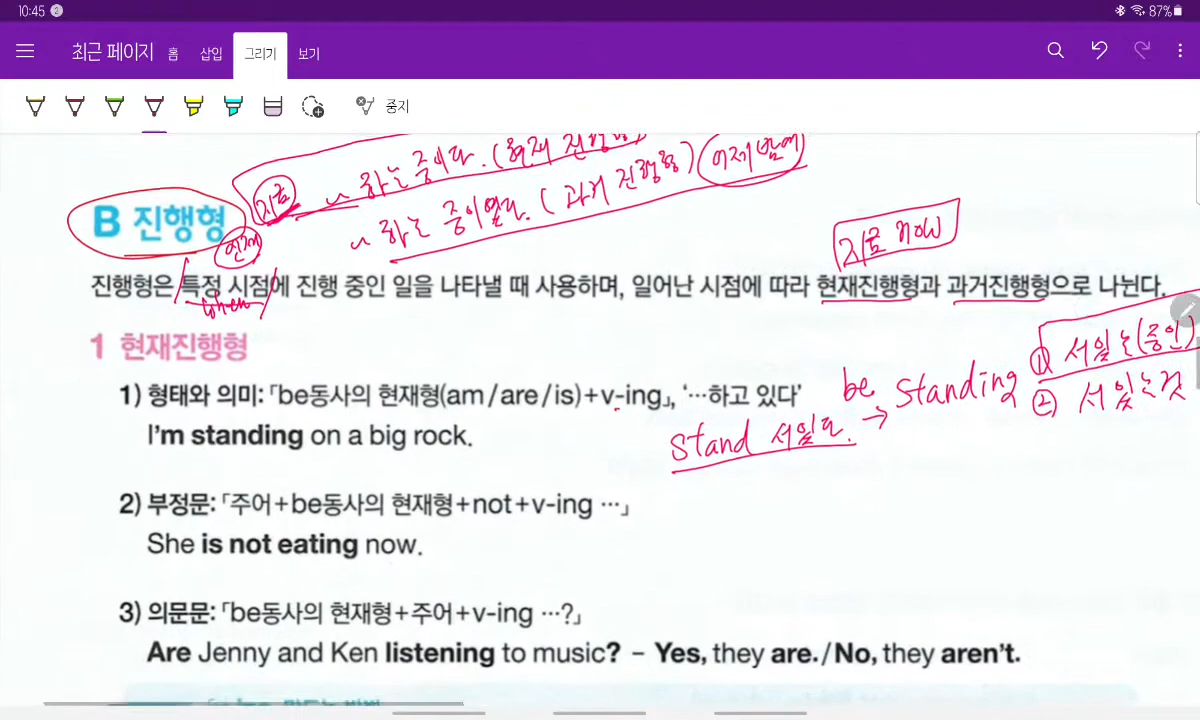 10:45 2 87%
최근 페이지 홈 삽입 그리기 보기
중지
~ 하는 중이다. (현재 진행형)
~ 하는 중이었다. (과거 진행형) 어제 밤에
지금
B 진행형
언제
지금 now
진행형은 특정 시점에 진행 중인 일을 나타낼 때 사용하며, 일어난 시점에 따라 현재진행형과 과거진행형으로 나뉜다.
when
1 현재진행형
1) 형태와 의미: 「be동사의 현재형(am/are/is)+v-ing」, '…하고 있다'
be standing ① 서있는(중인)
② 서있는것
I'm standing on a big rock.
stand 서있다. →
2) 부정문: 「주어+be동사의 현재형+not+v-ing …」
She is not eating now.
3) 의문문: 「be동사의 현재형+주어+v-ing …?」
Are Jenny and Ken listening to music? – Yes, they are./No, they aren't.